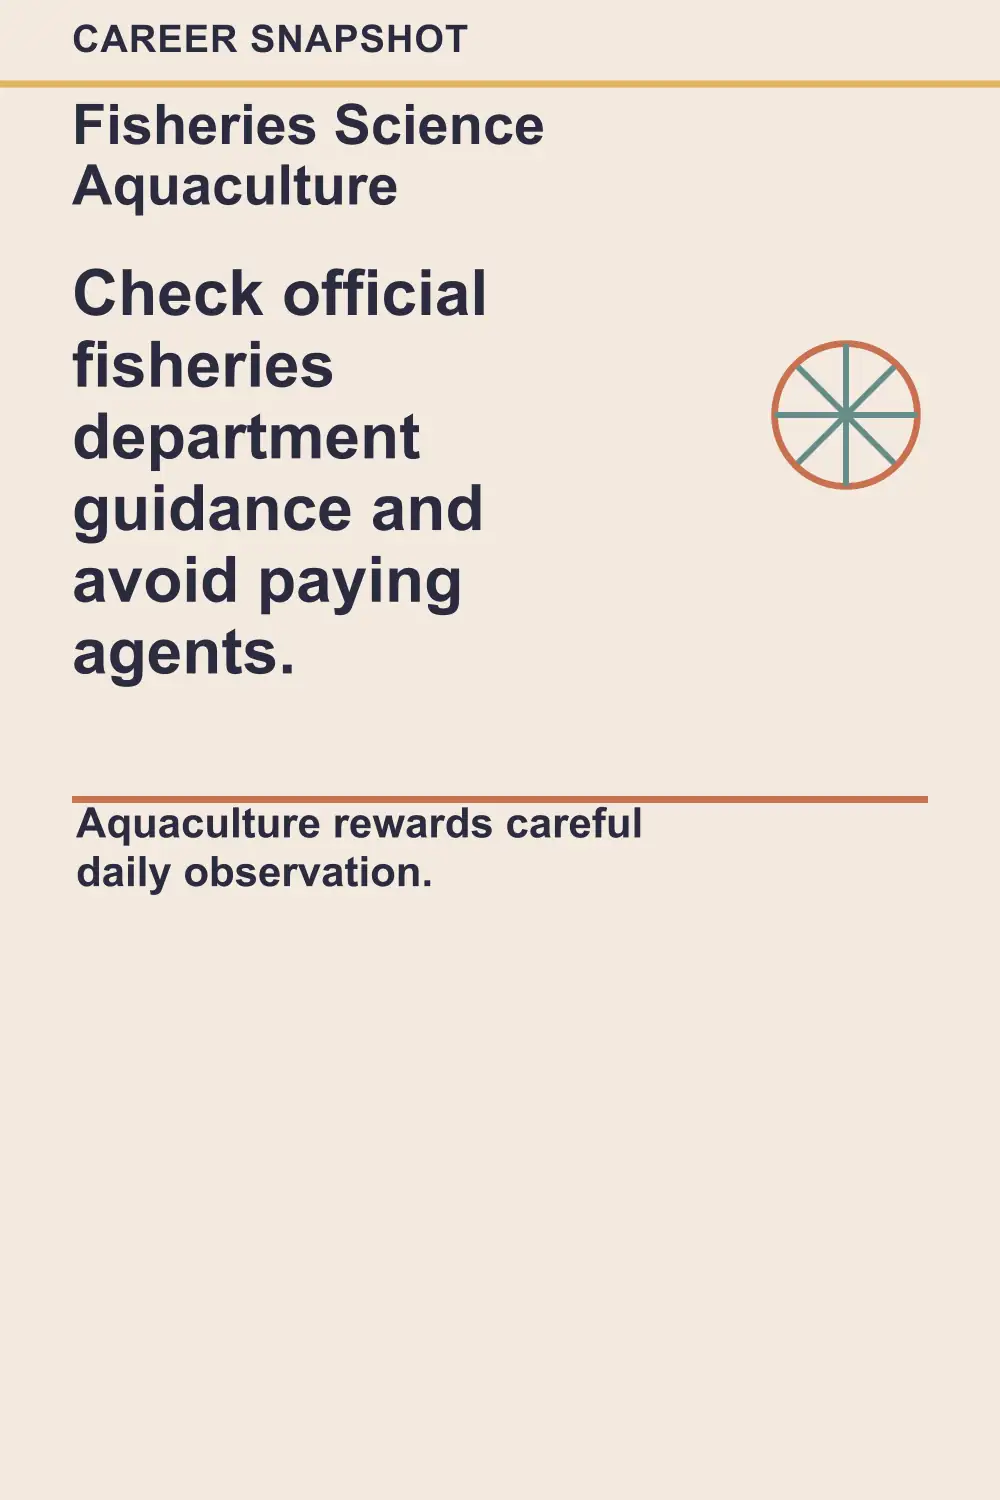 CAREER SNAPSHOT
Fisheries Science
Aquaculture
Check official
fisheries
department
guidance and
avoid paying
agents.
Aquaculture rewards careful
daily observation.